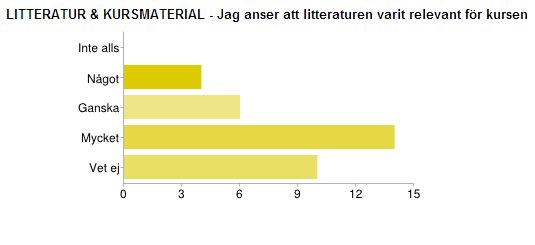 LITTERATUR & KURSMATERIAL - Jag anser att litteraturen varit relevant för kursen
Inte alls
Något
Ganska
Mycket
Vet ej
0 3 6 9 12 15